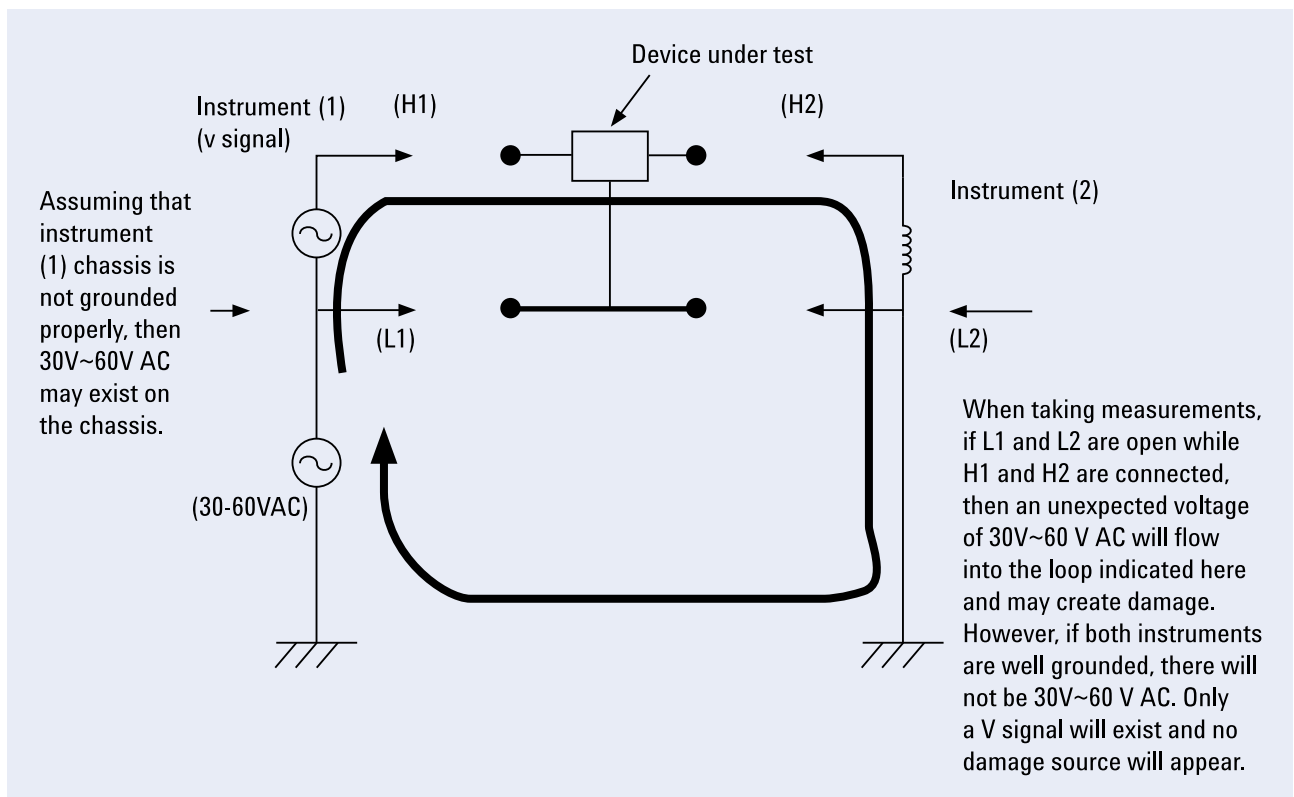 Device under test
Instrument (1)
(v signal)
(H1)
(H2)
Assuming that
instrument
(1) chassis is
not grounded
properly, then
30V~60V AC
may exist on
the chassis.
Instrument (2)
(L1)
(L2)
(30-60VAC)
When taking measurements,
if L1 and L2 are open while
H1 and H2 are connected,
then an unexpected voltage
of 30V~60 V AC will flow
into the loop indicated here
and may create damage.
However, if both instruments
are well grounded, there will
not be 30V~60 V AC. Only
a V signal will exist and no
damage source will appear.